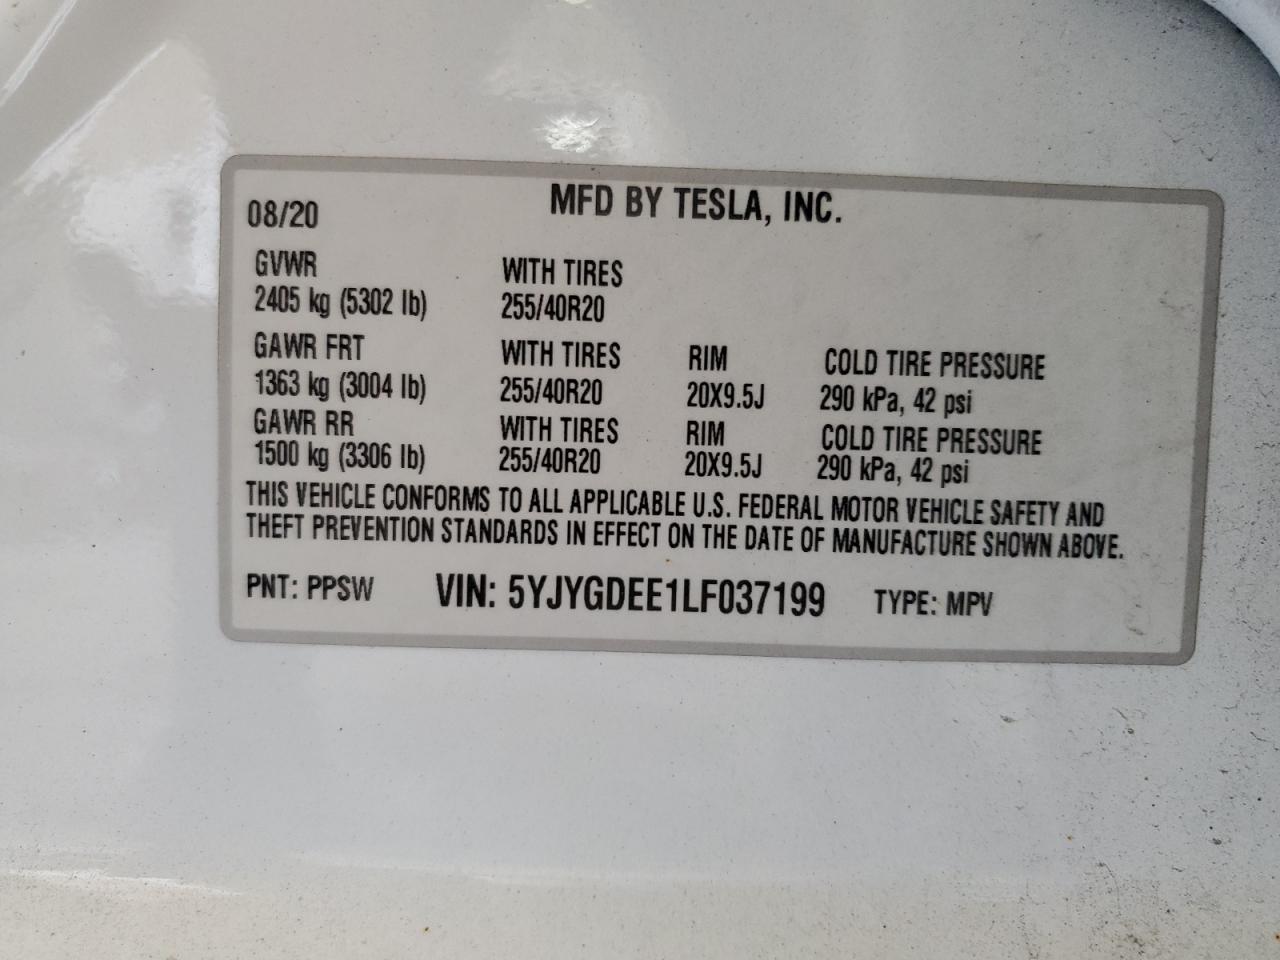 MFD BY TESLA, INC.
08/20
GVWR WITH TIRES
2405 kg (5302 lb) 255/40R20
GAWR FRT WITH TIRES RIM COLD TIRE PRESSURE
1363 kg (3004 lb) 255/40R20 20X9.5J 290 kPa, 42 psi
GAWR RR WITH TIRES RIM COLD TIRE PRESSURE
1500 kg (3306 lb) 255/40R20 20X9.5J 290 kPa, 42 psi
THIS VEHICLE CONFORMS TO ALL APPLICABLE U.S. FEDERAL MOTOR VEHICLE SAFETY AND
THEFT PREVENTION STANDARDS IN EFFECT ON THE DATE OF MANUFACTURE SHOWN ABOVE.
PNT: PPSW VIN: 5YJYGDEE1LF037199 TYPE: MPV